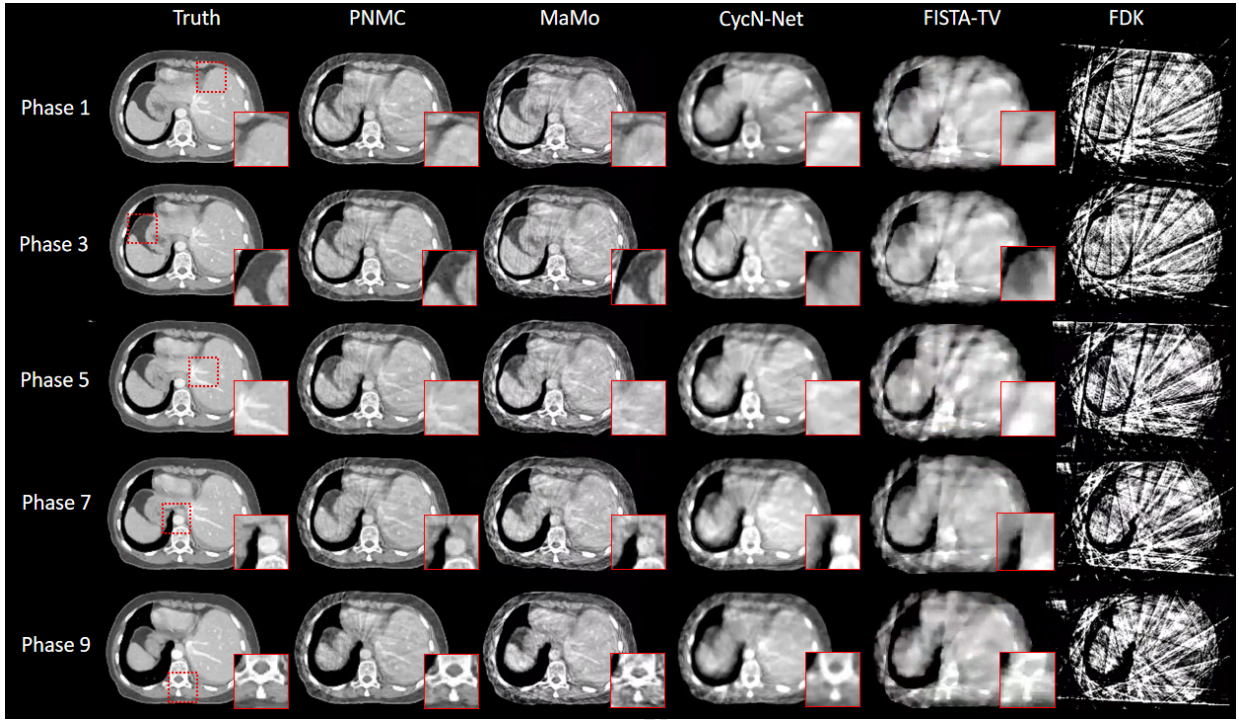 Truth PNMC MaMo CycN-Net FISTA-TV FDK
Phase 1
Phase 3
Phase 5
Phase 7
Phase 9